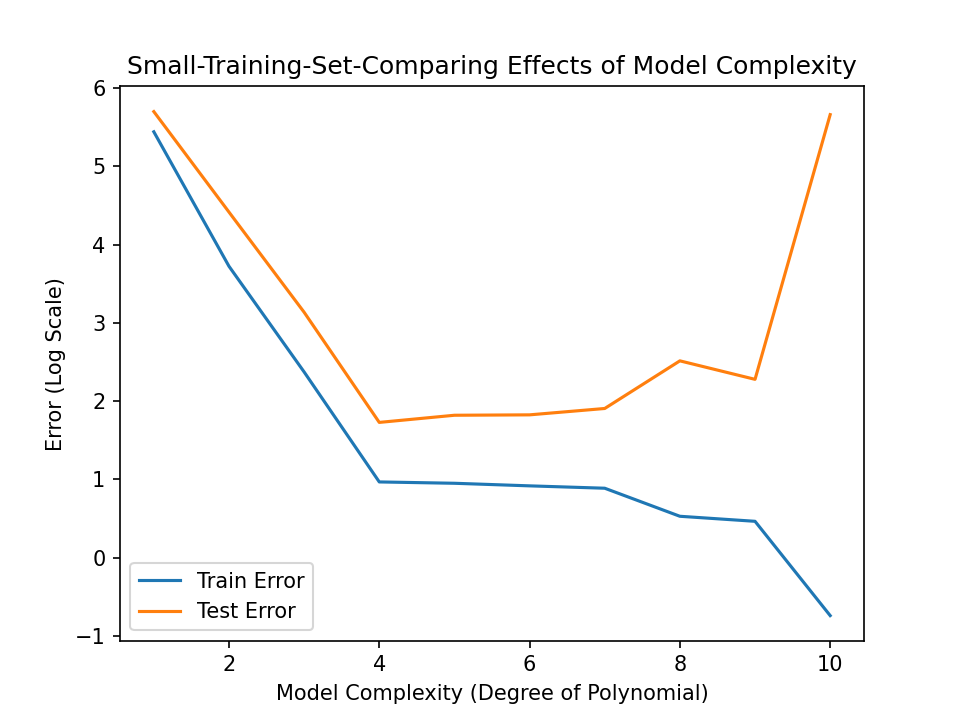 Small-Training-Set-Comparing Effects of Model Complexity
6
5
4
3
2
1
0
−1
Error (Log Scale)
Train Error
Test Error
2 4 6 8 10
Model Complexity (Degree of Polynomial)